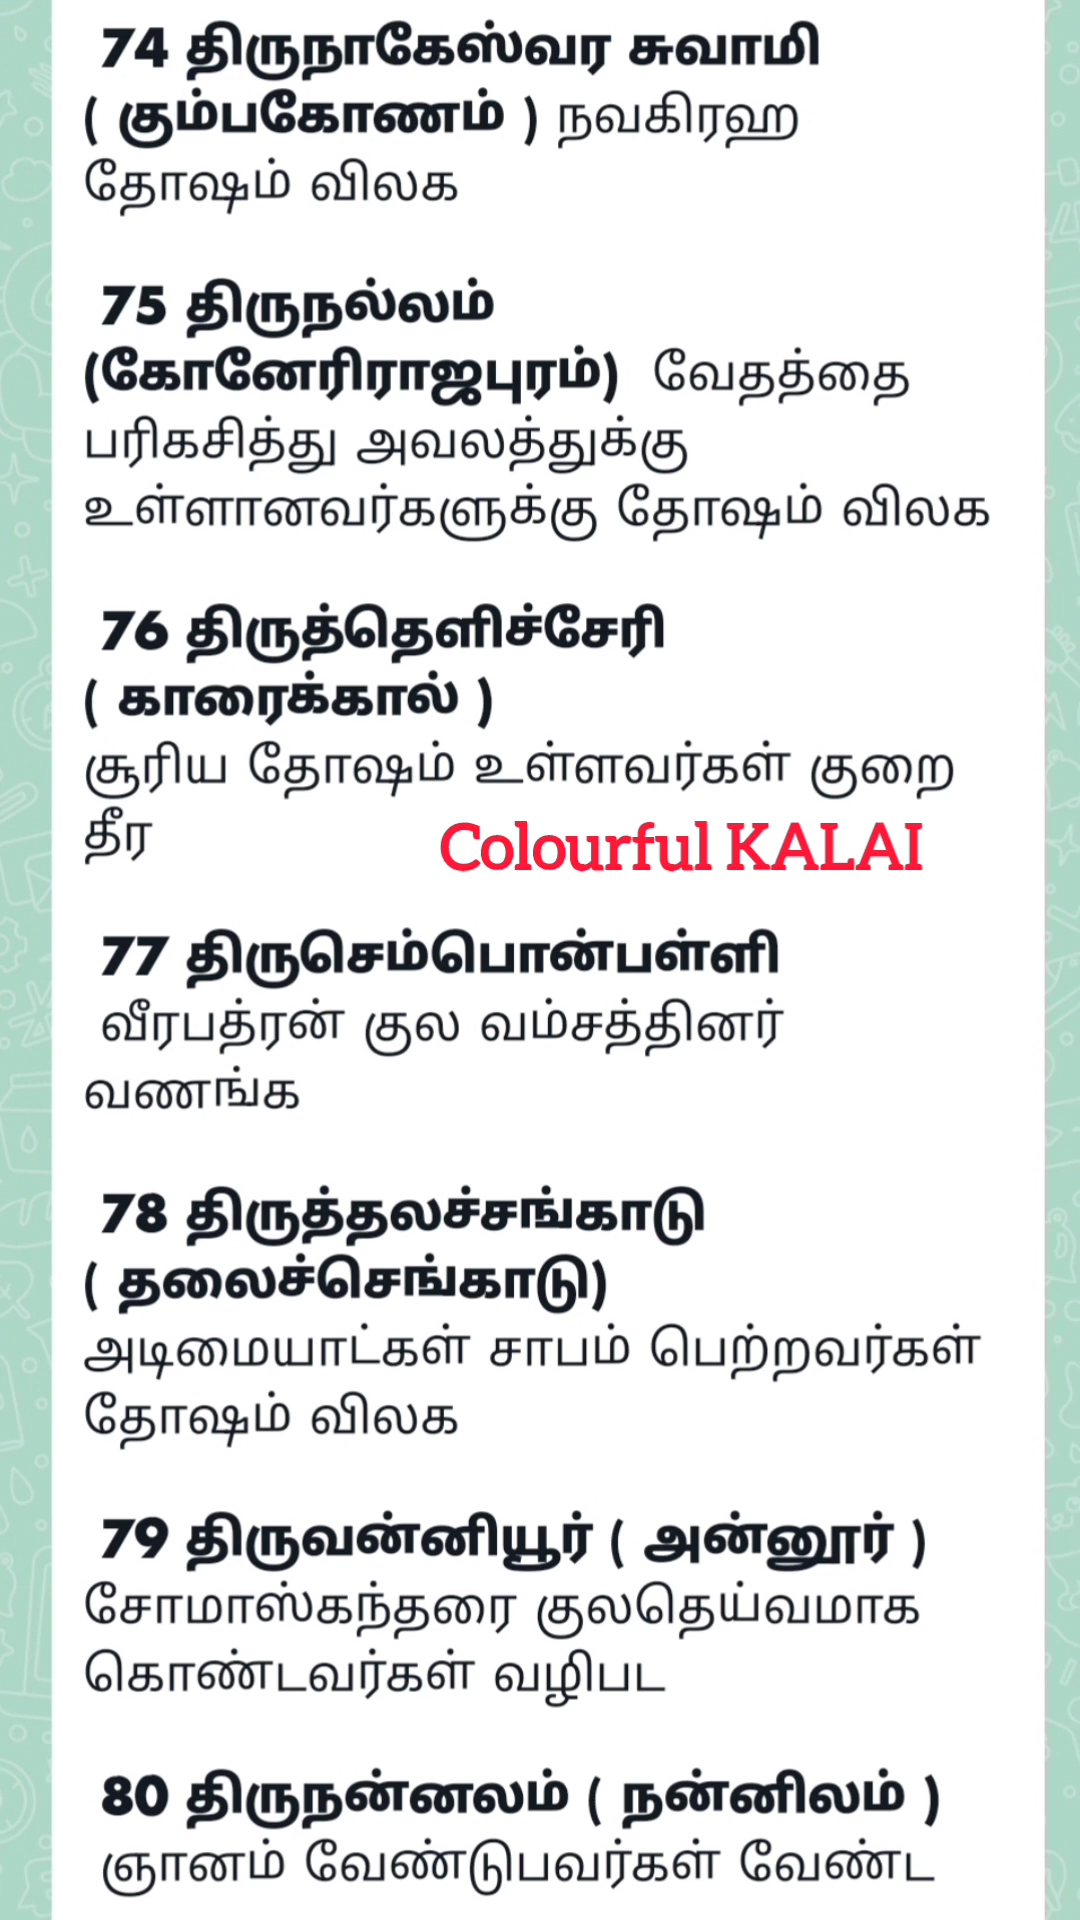 74 திருநாகேஸ்வர சுவாமி
( கும்பகோணம் ) நவகிரஹ
தோஷம் விலக
75 திருநல்லம்
(கோனேரிராஜபுரம்) வேதத்தை
பரிகசித்து அவலத்துக்கு
உள்ளானவர்களுக்கு தோஷம் விலக
76 திருத்தெளிச்சேரி
( காரைக்கால் )
சூரிய தோஷம் உள்ளவர்கள் குறை
தீர
Colourful KALAI
77 திருசெம்பொன்பள்ளி
வீரபத்ரன் குல வம்சத்தினர்
வணங்க
78 திருத்தலச்சங்காடு
( தலைச்செங்காடு)
அடிமையாட்கள் சாபம் பெற்றவர்கள்
தோஷம் விலக
79 திருவன்னியூர் ( அன்னூர் )
சோமாஸ்கந்தரை குலதெய்வமாக
கொண்டவர்கள் வழிபட
80 திருநன்னலம் ( நன்னிலம் )
ஞானம் வேண்டுபவர்கள் வேண்ட